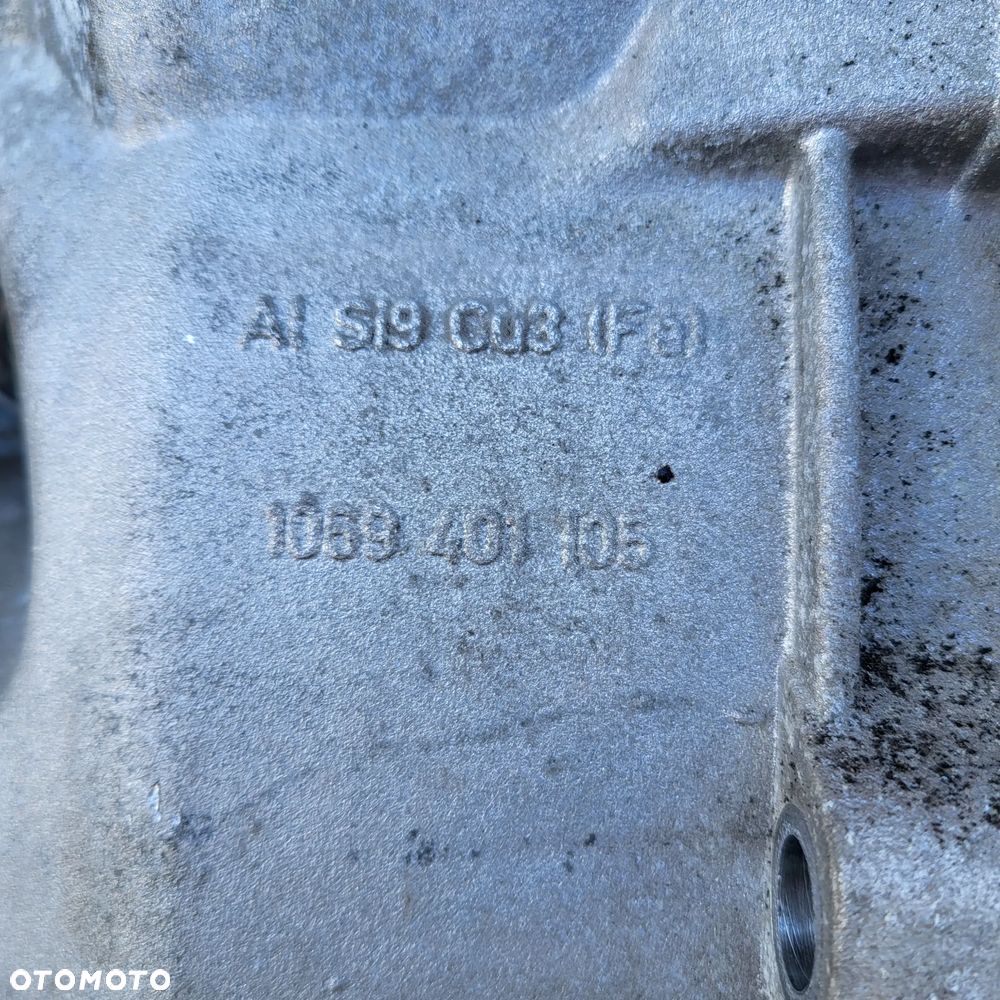 Al Si9 Cu3 (Fe)
1069 401 105
OTOMOTO